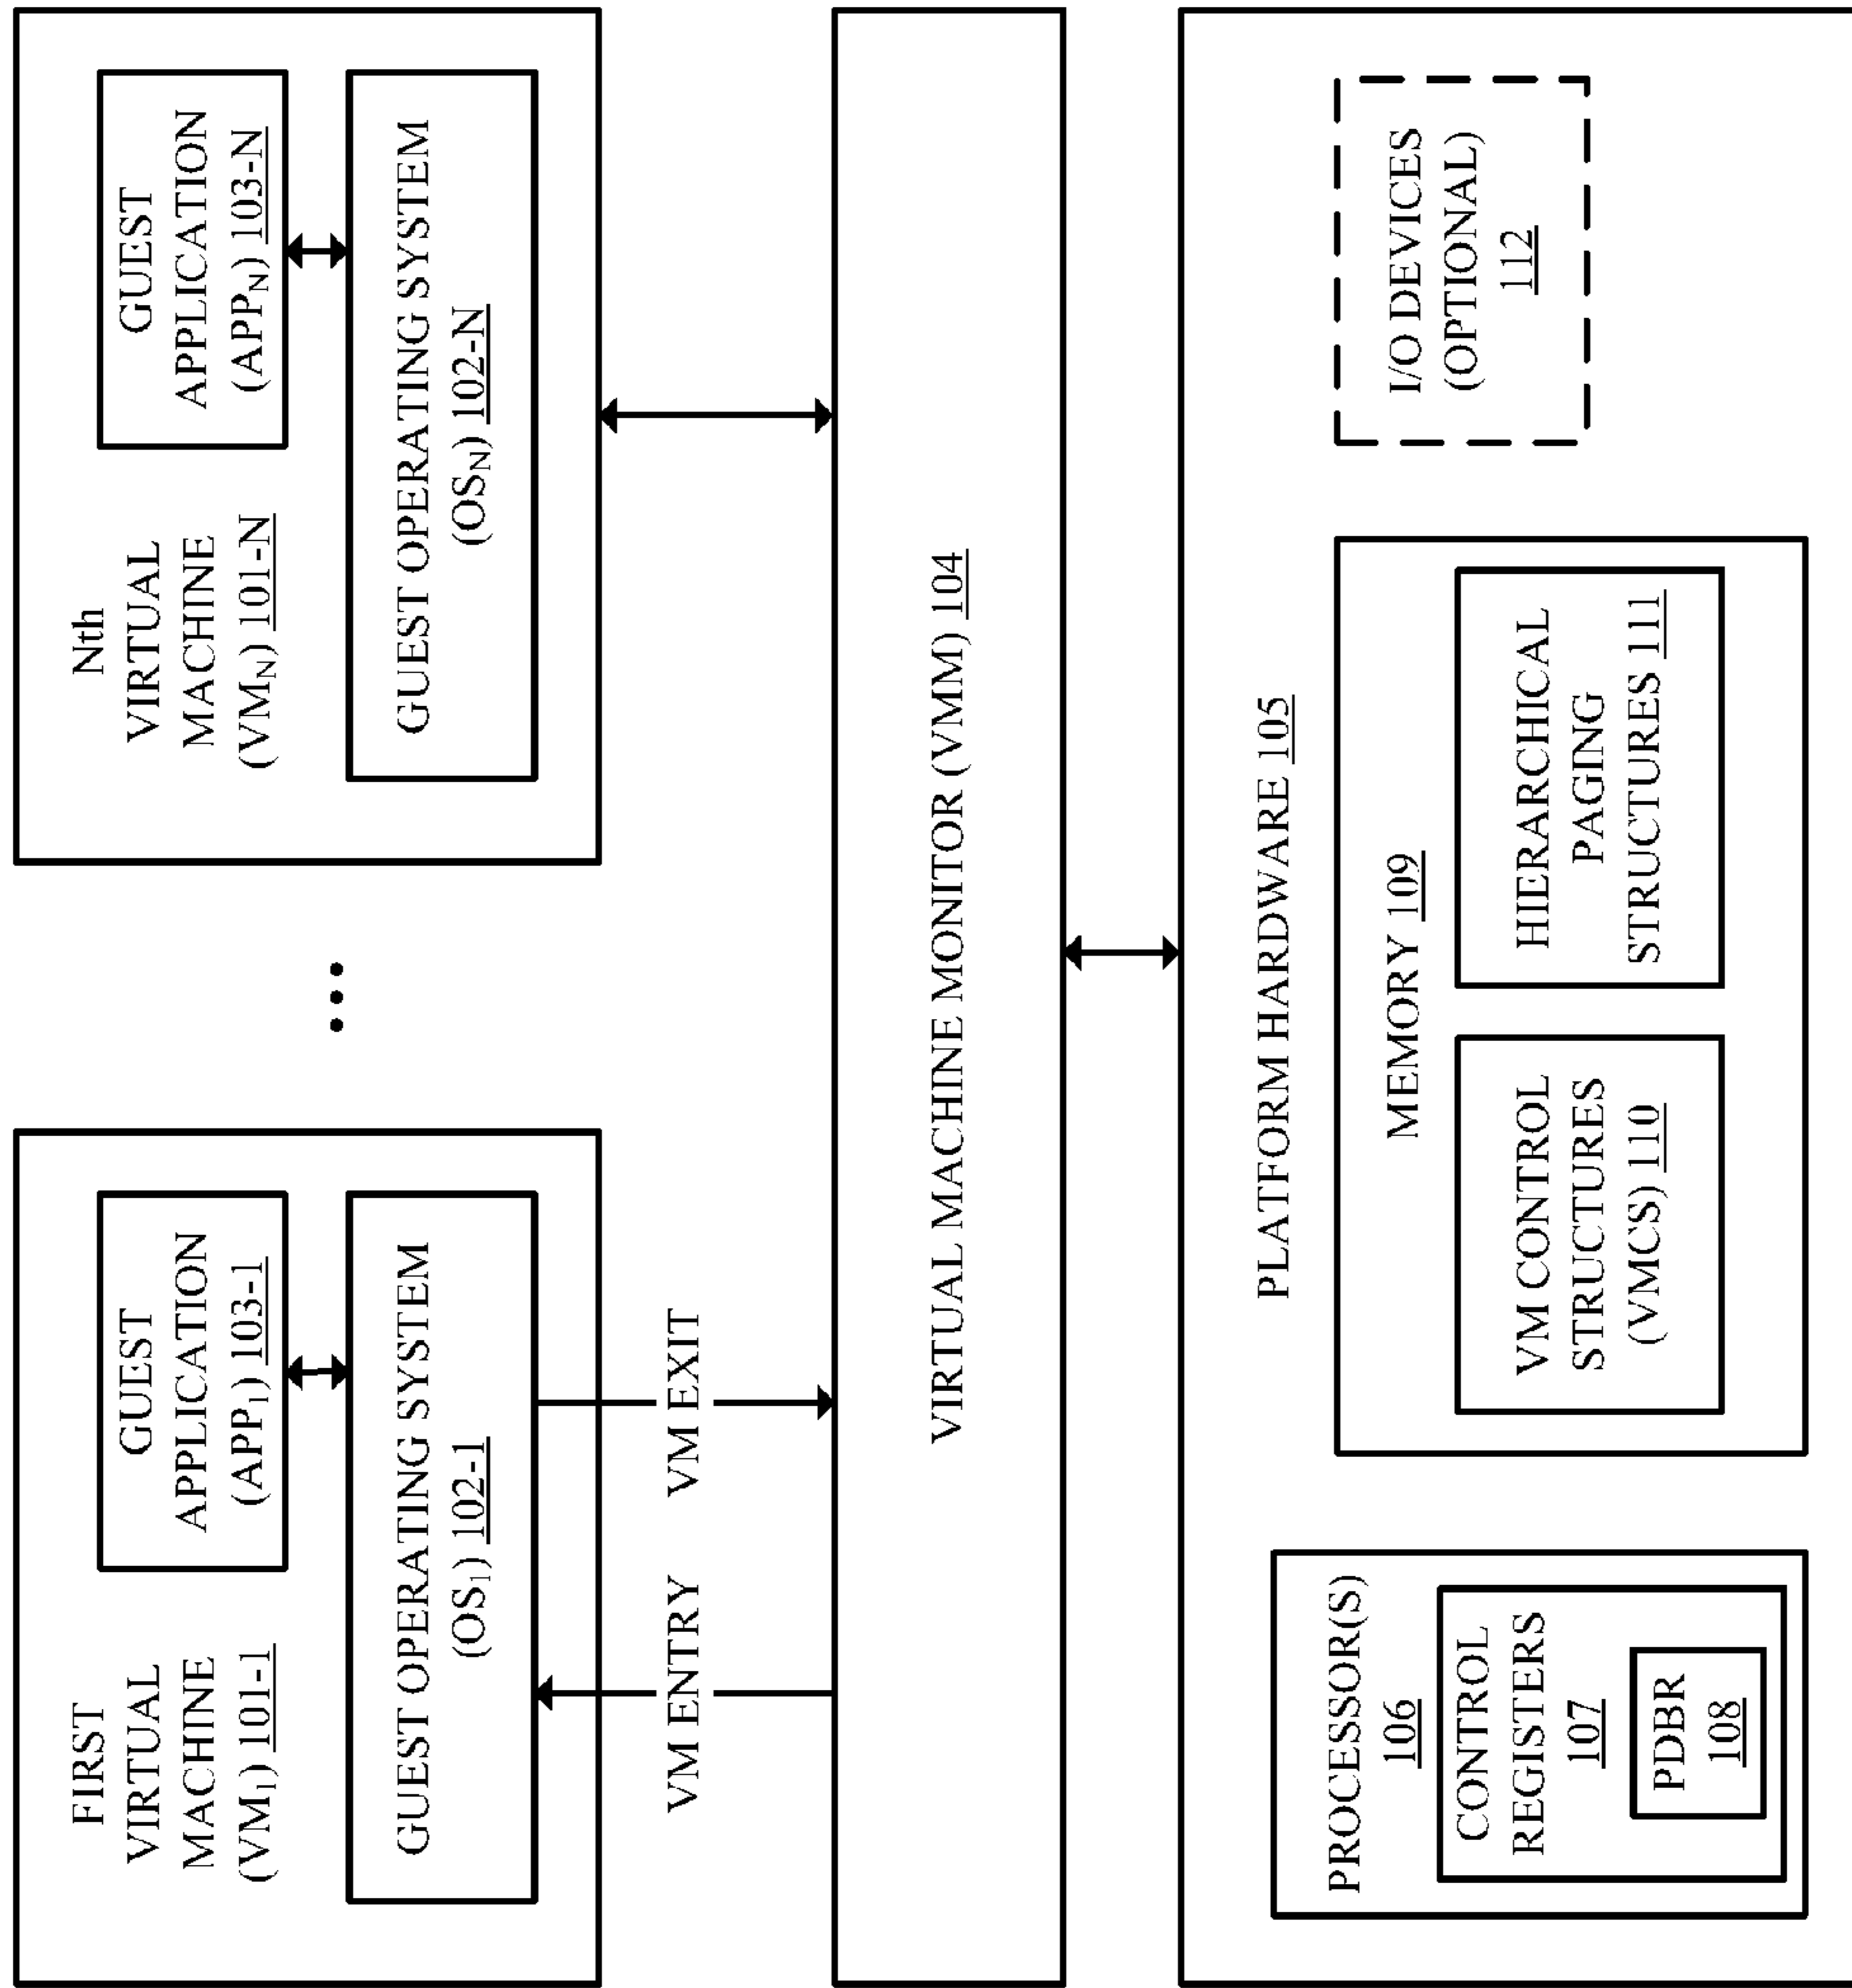 FIRST
VIRTUAL
MACHINE
(VM₁) 101-1
GUEST
APPLICATION
(APP₁) 103-1
GUEST OPERATING SYSTEM
(OS₁) 102-1
Nth
VIRTUAL
MACHINE
(VM_N) 101-N
GUEST
APPLICATION
(APP_N) 103-N
GUEST OPERATING SYSTEM
(OS_N) 102-N
VM ENTRY
VM EXIT
VIRTUAL MACHINE MONITOR (VMM) 104
PLATFORM HARDWARE 105
PROCESSOR(S)
106
CONTROL
REGISTERS
107
PDBR
108
MEMORY 109
VM CONTROL
STRUCTURES
(VMCS) 110
HIERARCHICAL
PAGING
STRUCTURES 111
I/O DEVICES
(OPTIONAL)
112